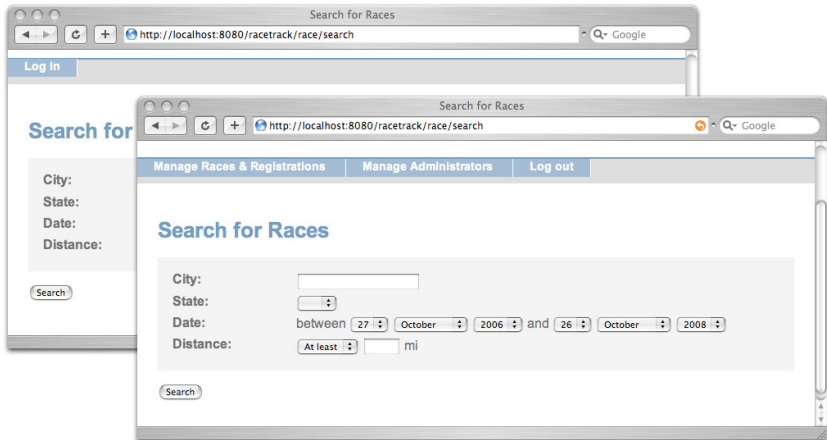 Search for Races
http://localhost:8080/racetrack/race/search
Google
Log in
Search for
City:
State:
Date:
Distance:
Search
Search for Races
http://localhost:8080/racetrack/race/search
Google
Manage Races & Registrations Manage Administrators Log out
Search for Races
City:
State:
Date: between 27 October 2006 and 26 October 2008
Distance: At least mi
Search